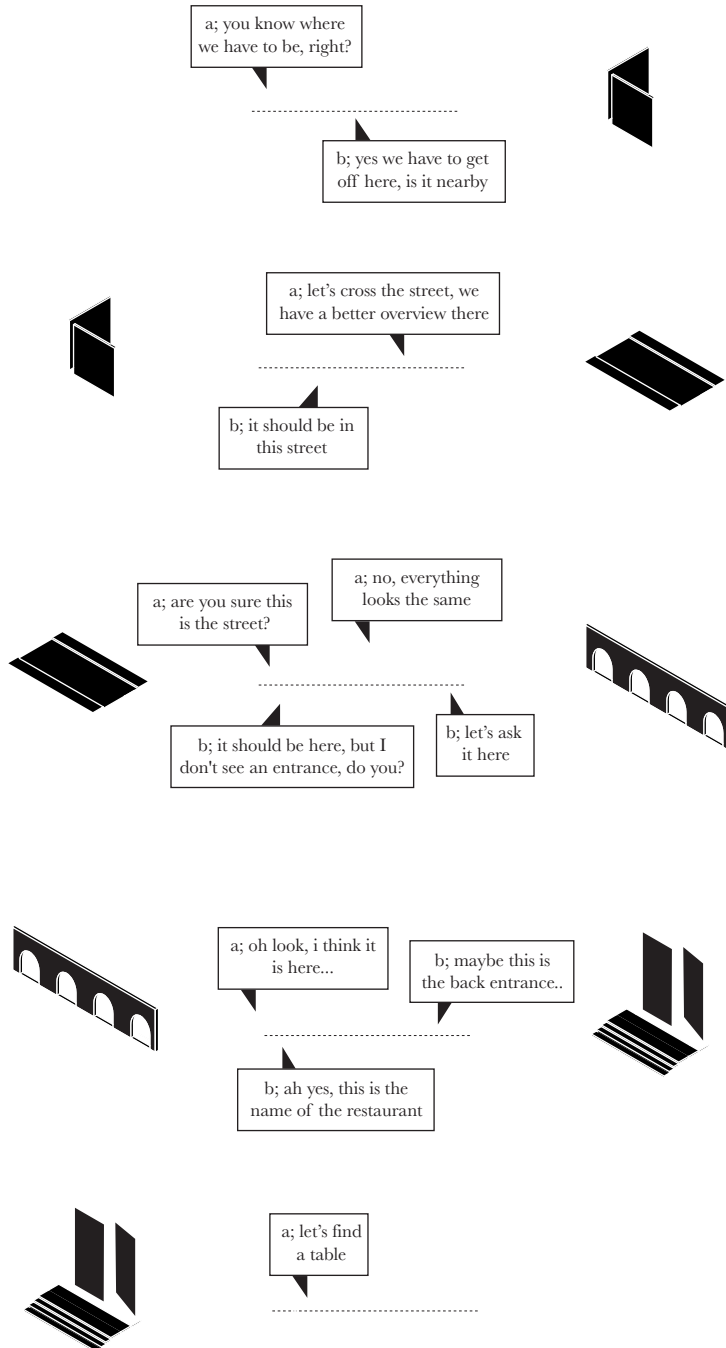 a; you know where
we have to be, right?
b; yes we have to get
off here, is it nearby
a; let’s cross the street, we
have a better overview there
b; it should be in
this street
a; are you sure this
is the street?
a; no, everything
looks the same
b; it should be here, but I
don't see an entrance, do you?
b; let’s ask
it here
a; oh look, i think it
is here...
b; maybe this is
the back entrance..
b; ah yes, this is the
name of the restaurant
a; let’s find
a table